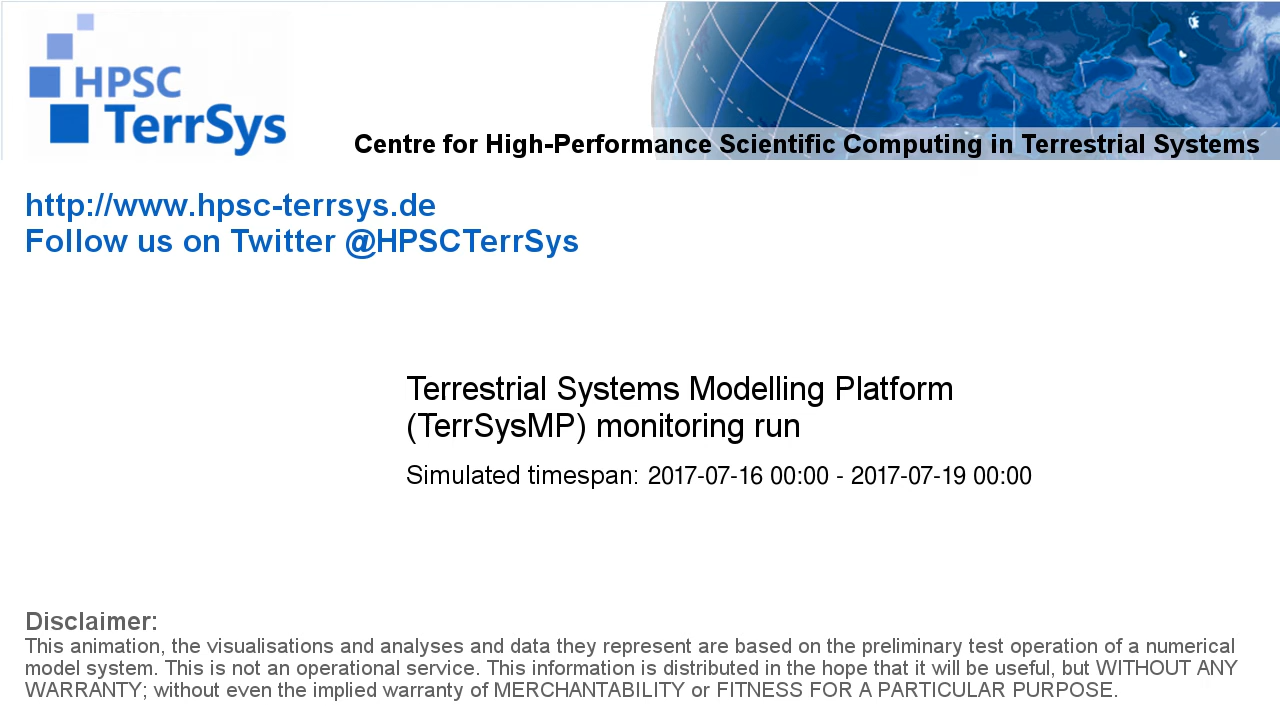 HPSC
TerrSys
Centre for High-Performance Scientific Computing in Terrestrial Systems
http://www.hpsc-terrsys.de
Follow us on Twitter @HPSCTerrSys
Terrestrial Systems Modelling Platform
(TerrSysMP) monitoring run
Simulated timespan: 2017-07-16 00:00 - 2017-07-19 00:00
Disclaimer:
This animation, the visualisations and analyses and data they represent are based on the preliminary test operation of a numerical
model system. This is not an operational service. This information is distributed in the hope that it will be useful, but WITHOUT ANY
WARRANTY; without even the implied warranty of MERCHANTABILITY or FITNESS FOR A PARTICULAR PURPOSE.